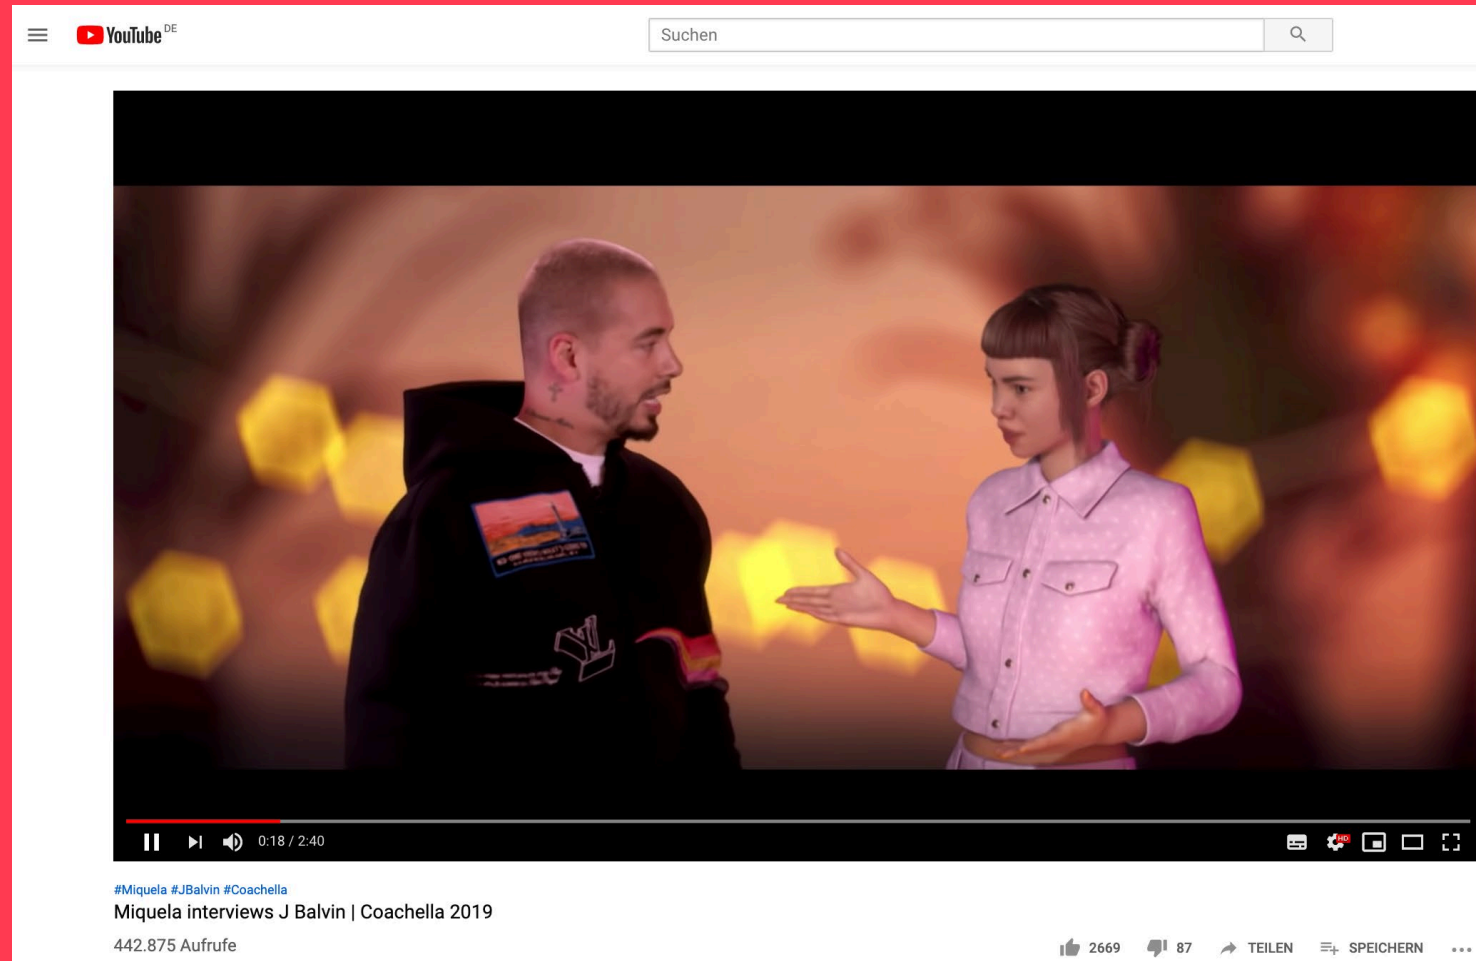 YouTube DE
Suchen
0:18 / 2:40
HD
#Miquela #JBalvin #Coachella
Miquela interviews J Balvin | Coachella 2019
442.875 Aufrufe
2669
87
TEILEN
SPEICHERN